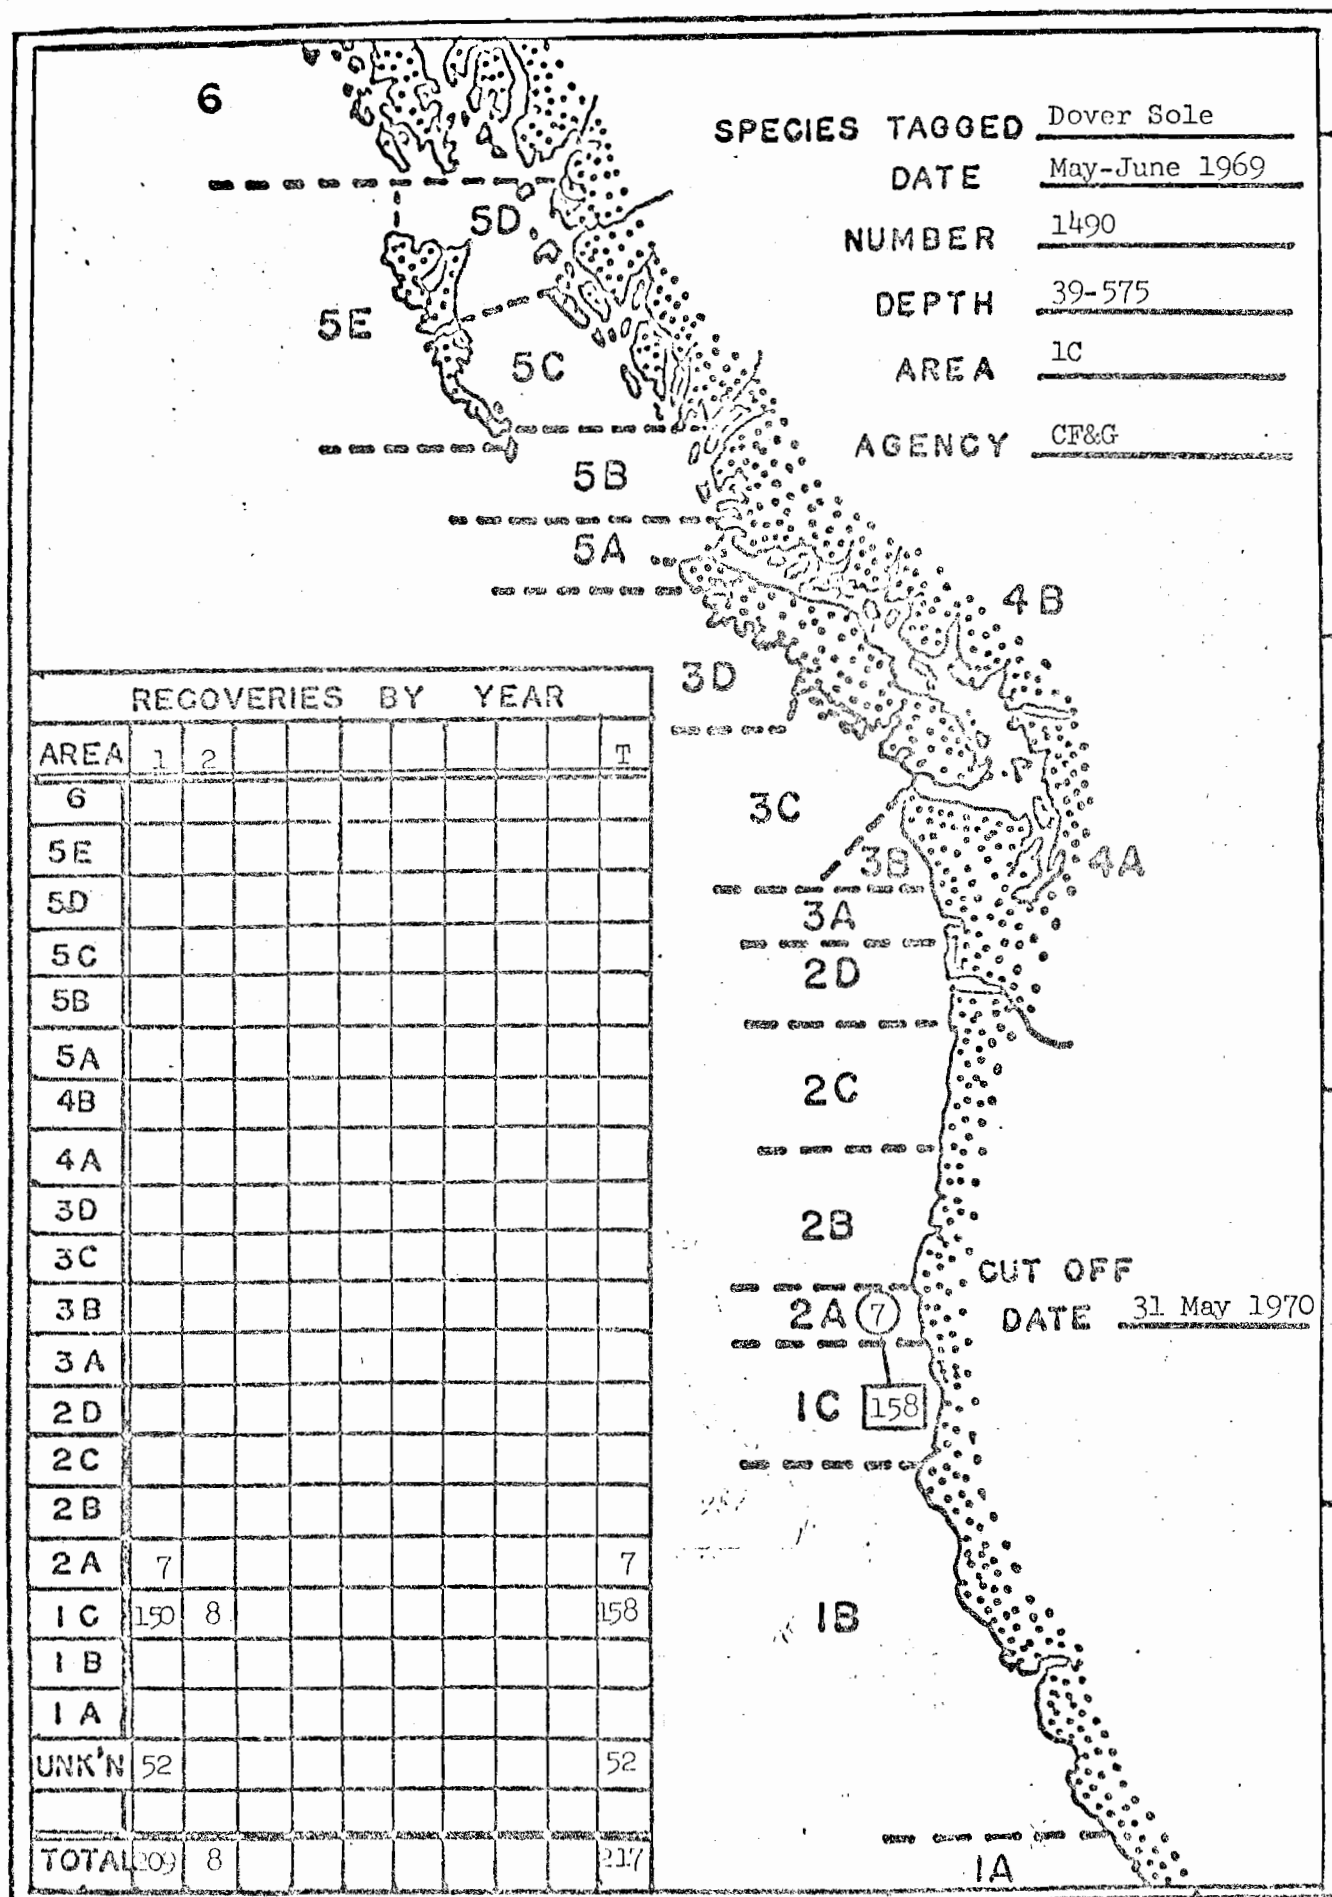 6
SPECIES TAGGED Dover Sole
DATE May-June 1969
5D
NUMBER 1490
DEPTH 39-575
5E
5C
AREA 1C
AGENCY CF&G
5B
5A
4B
3D
3C
3B
4A
3A
2D
2C
2B
CUT OFF
DATE 31 May 1970
2A 7
1C 158
1B
1A
RECOVERIES BY YEAR
AREA 1 2 T
6
5E
5D
5C
5B
5A
4B
4A
3D
3C
3B
3A
2D
2C
2B
2A 7 7
1C 150 8 158
1B
1A
UNK'N 52 52
TOTAL 209 8 217